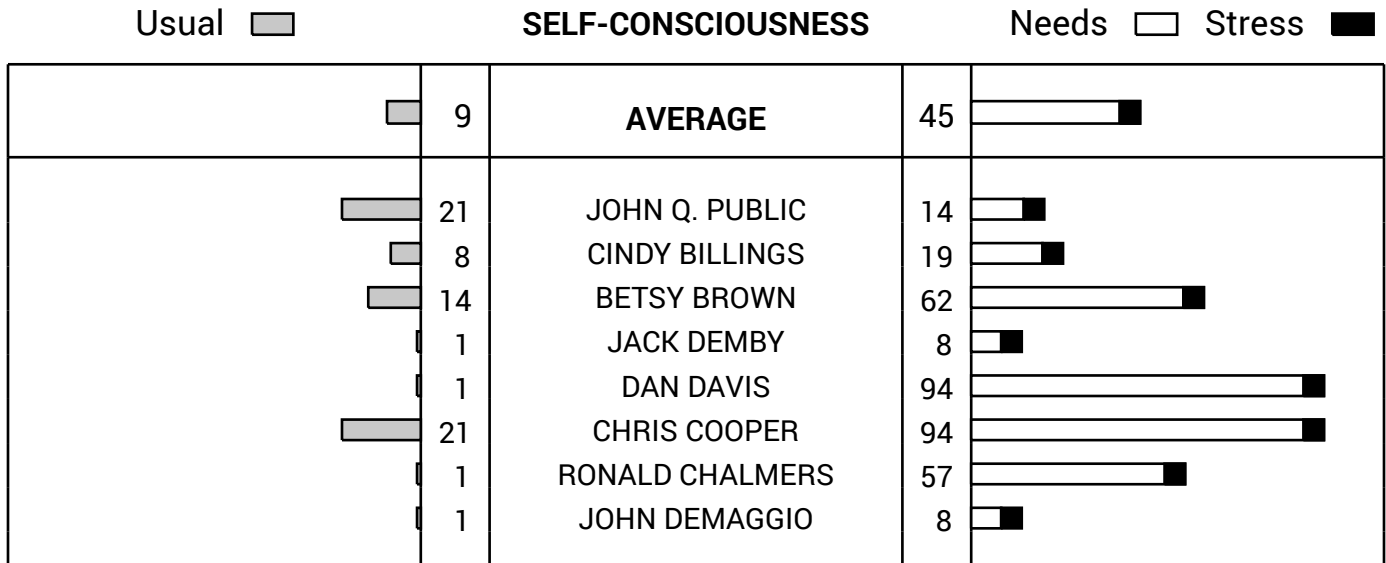 Usual SELF-CONSCIOUSNESS Needs Stress
9 AVERAGE 45
21 JOHN Q. PUBLIC 14
8 CINDY BILLINGS 19
14 BETSY BROWN 62
1 JACK DEMBY 8
1 DAN DAVIS 94
21 CHRIS COOPER 94
1 RONALD CHALMERS 57
1 JOHN DEMAGGIO 8